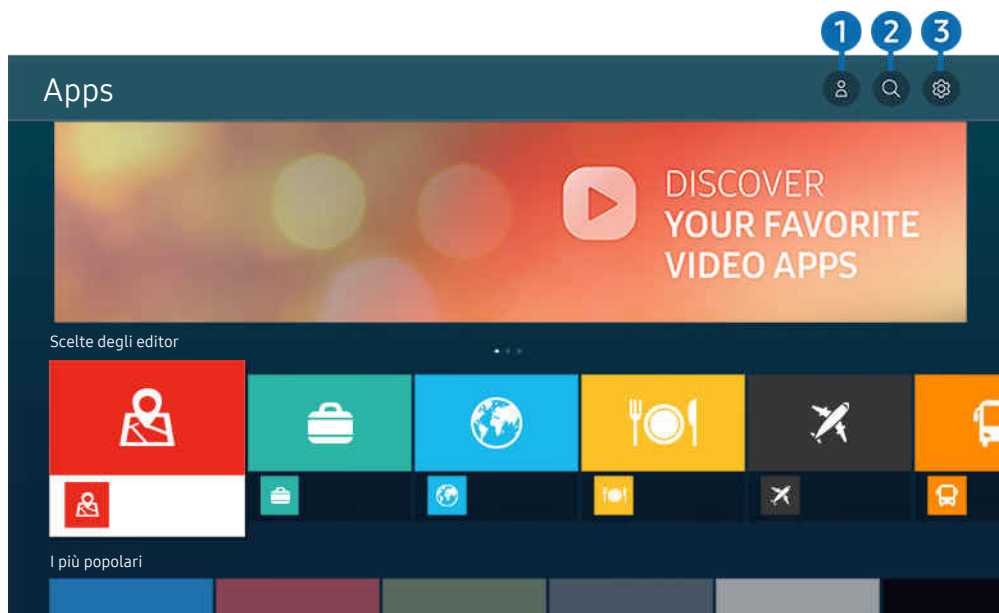 1 2 3
Apps
DISCOVER
YOUR FAVORITE
VIDEO APPS
Scelte degli editor
I più popolari